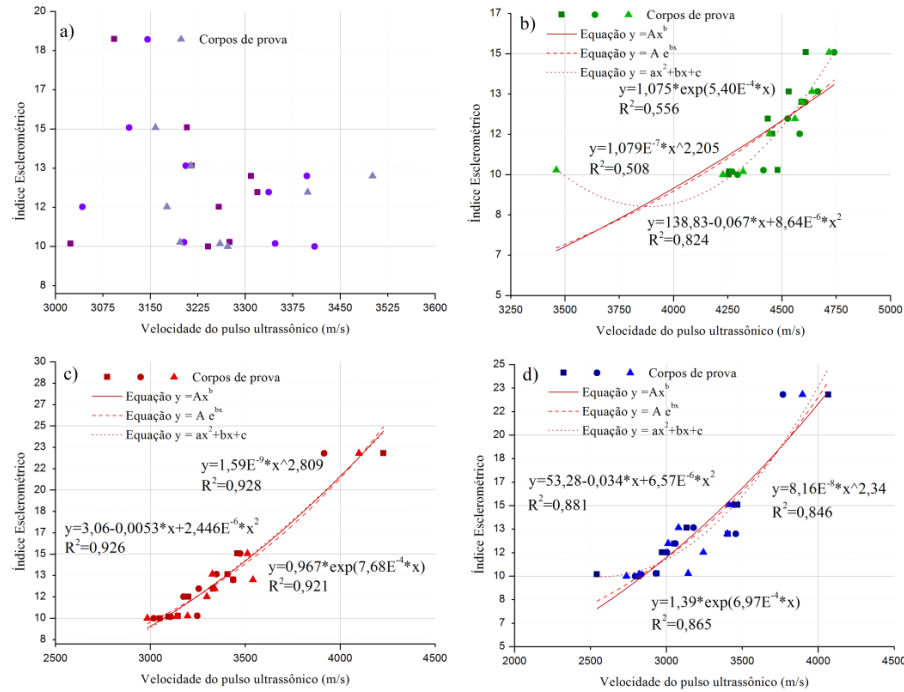 a)
Corpos de prova
Índice Esclerométrico
20
18
15
13
12
10
8
3000 3075 3150 3225 3300 3375 3450 3525 3600
Velocidade do pulso ultrassônico (m/s)
b)
Corpos de prova
Equação y =Ax^b
Equação y = A e^bx
Equação y = ax^2+bx+c
y=1,075*exp(5,40E^-4*x)
R^2=0,556
y=1,079E^-7*x^2,205
R^2=0,508
y=138,83-0,067*x+8,64E^-6*x^2
R^2=0,824
Índice Esclerométrico
17
15
13
12
10
8
7
5
3250 3500 3750 4000 4250 4500 4750 5000
Velocidade do pulso ultrassônico (m/s)
c)
Corpos de prova
Equação y =Ax^b
Equação y = A e^bx
Equação y = ax^2+bx+c
y=1,59E^-9*x^2,809
R^2=0,928
y=3,06-0,0053*x+2,446E^-6*x^2
R^2=0,926
y=0,967*exp(7,68E^-4*x)
R^2=0,921
Índice Esclerométrico
30
28
25
23
20
18
15
13
10
8
3000 3500 4000 4500
Velocidade do pulso ultrassônico (m/s)
d)
Corpos de prova
Equação y =Ax^b
Equação y = A e^bx
Equação y = ax^2+bx+c
y=53,28-0,034*x+6,57E^-6*x^2
R^2=0,881
y=8,16E^-8*x^2,34
R^2=0,846
y=1,39*exp(6,97E^-4*x)
R^2=0,865
Índice Esclerométrico
25
23
22
20
18
17
15
13
12
10
8
7
5
2000 2500 3000 3500 4000 4500
Velocidade do pulso ultrassônico (m/s)